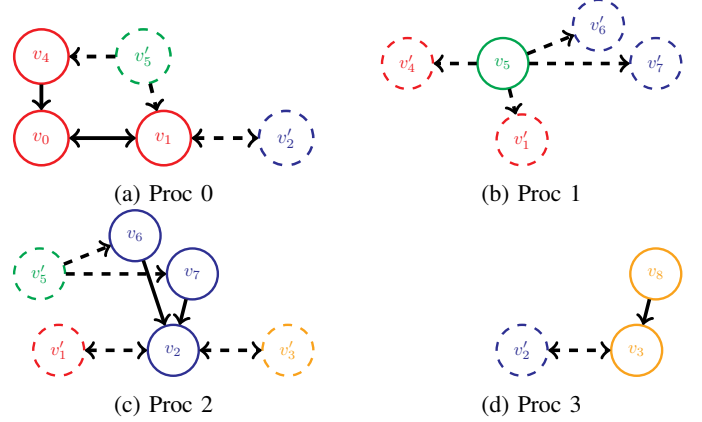 v₄ v′₅
v₀ v₁ v′₂
(a) Proc 0
v′₆
v′₄ v₅ v′₇
v′₁
(b) Proc 1
v₆
v′₅ v₇
v′₁ v₂ v′₃
(c) Proc 2
v₈
v′₂ v₃
(d) Proc 3